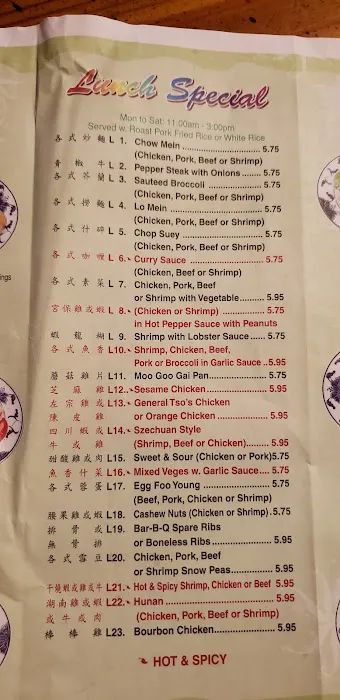 Lunch Special
Mon to Sat: 11:00am - 3:00pm
Served w. Roast Pork Fried Rice or White Rice
各式炒麵 L 1. Chow Mein 5.75
(Chicken, Pork, Beef or Shrimp)
青椒牛 L 2. Pepper Steak with Onions 5.75
各式芥蘭 L 3. Sauteed Broccoli 5.75
(Chicken, Pork, Beef or Shrimp)
各式撈麵 L 4. Lo Mein 5.75
(Chicken, Pork, Beef or Shrimp)
各式什碎 L 5. Chop Suey 5.75
(Chicken, Pork, Beef or Shrimp)
各式咖喱 L 6. Curry Sauce 5.75
(Chicken, Beef or Shrimp)
各式素菜 L 7. Chicken, Pork, Beef
or Shrimp with Vegetable 5.95
宮保雞或蝦 L 8. (Chicken or Shrimp) 5.75
in Hot Pepper Sauce with Peanuts
蝦龍糊 L 9. Shrimp with Lobster Sauce 5.75
各式魚香 L10. Shrimp, Chicken, Beef,
Pork or Broccoli in Garlic Sauce 5.95
蘑菇雞片 L11. Moo Goo Gai Pan 5.75
芝麻雞 L12. Sesame Chicken 5.95
左宗雞或 L13. General Tso's Chicken
陳皮雞 or Orange Chicken 5.95
四川蝦或 L14. Szechuan Style
牛或雞 (Shrimp, Beef or Chicken) 5.95
甜酸雞或肉 L15. Sweet & Sour (Chicken or Pork) 5.75
魚香什菜 L16. Mixed Veges w. Garlic Sauce 5.75
各式蓉蛋 L17. Egg Foo Young 5.75
(Beef, Pork, Chicken or Shrimp)
腰果雞或蝦 L18. Cashew Nuts (Chicken or Shrimp) 5.75
排骨或 L19. Bar-B-Q Spare Ribs
無骨排 or Boneless Ribs 5.95
各式雪豆 L20. Chicken, Pork, Beef
or Shrimp Snow Peas 5.95
干燒蝦或雞或牛 L21. Hot & Spicy Shrimp, Chicken or Beef 5.95
湖南雞或蝦 L22. Hunan 5.95
或牛或肉 (Chicken, Pork, Beef or Shrimp)
棒棒雞 L23. Bourbon Chicken 5.95
HOT & SPICY